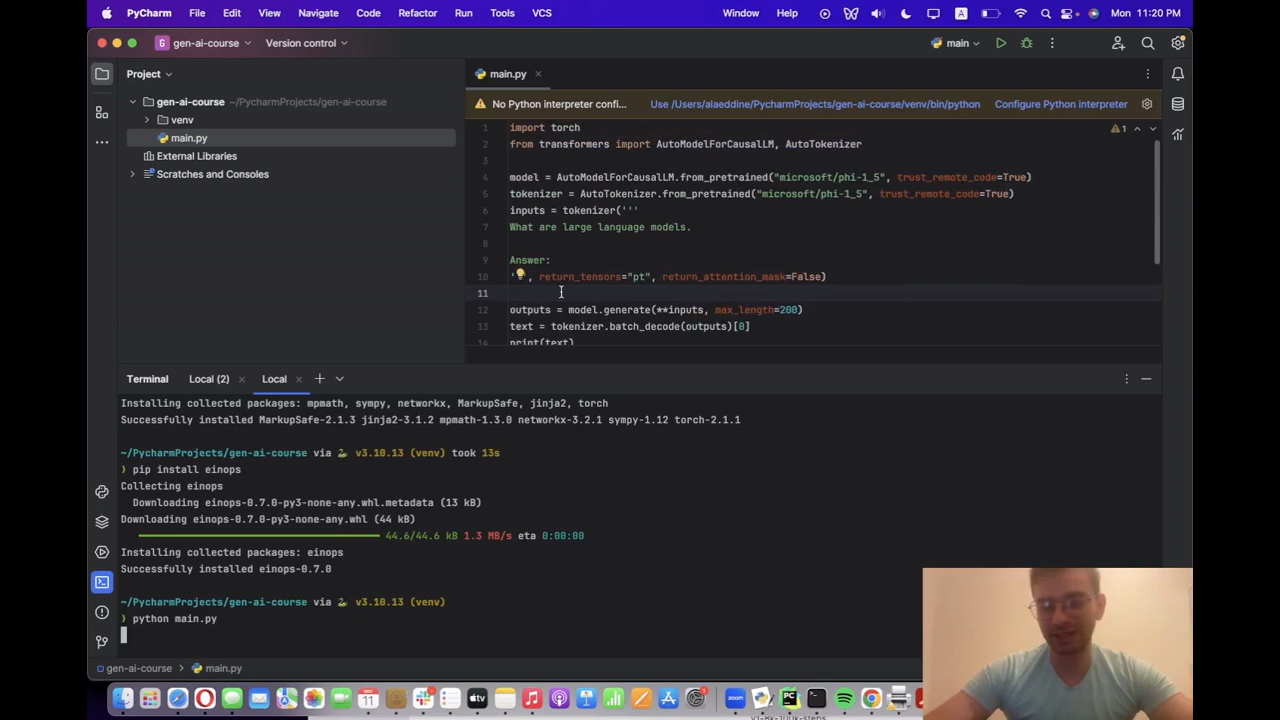 PyCharm File Edit View Navigate Code Refactor Run Tools VCS Window Help A Mon 11:20 PM
G gen-ai-course Version control main
Project
gen-ai-course ~/PycharmProjects/gen-ai-course
venv
main.py
External Libraries
Scratches and Consoles
main.py
No Python interpreter confi... Use /Users/alaeddine/PycharmProjects/gen-ai-course/venv/bin/python Configure Python interpreter
1 import torch
2 from transformers import AutoModelForCausalLM, AutoTokenizer
3
4 model = AutoModelForCausalLM.from_pretrained("microsoft/phi-1_5", trust_remote_code=True)
5 tokenizer = AutoTokenizer.from_pretrained("microsoft/phi-1_5", trust_remote_code=True)
6 inputs = tokenizer('''
7 What are large language models.
8
9 Answer:
10 ', return_tensors="pt", return_attention_mask=False)
11
12 outputs = model.generate(**inputs, max_length=200)
13 text = tokenizer.batch_decode(outputs)[0]
14 print(text)
1
Terminal Local (2) Local
Installing collected packages: mpmath, sympy, networkx, MarkupSafe, jinja2, torch
Successfully installed MarkupSafe-2.1.3 jinja2-3.1.2 mpmath-1.3.0 networkx-3.2.1 sympy-1.12 torch-2.1.1
~/PycharmProjects/gen-ai-course via v3.10.13 (venv) took 13s
) pip install einops
Collecting einops
Downloading einops-0.7.0-py3-none-any.whl.metadata (13 kB)
Downloading einops-0.7.0-py3-none-any.whl (44 kB)
44.6/44.6 kB 1.3 MB/s eta 0:00:00
Installing collected packages: einops
Successfully installed einops-0.7.0
~/PycharmProjects/gen-ai-course via v3.10.13 (venv)
) python main.py
gen-ai-course > main.py
tv
zoom
PC
v1-8k-100k-steps